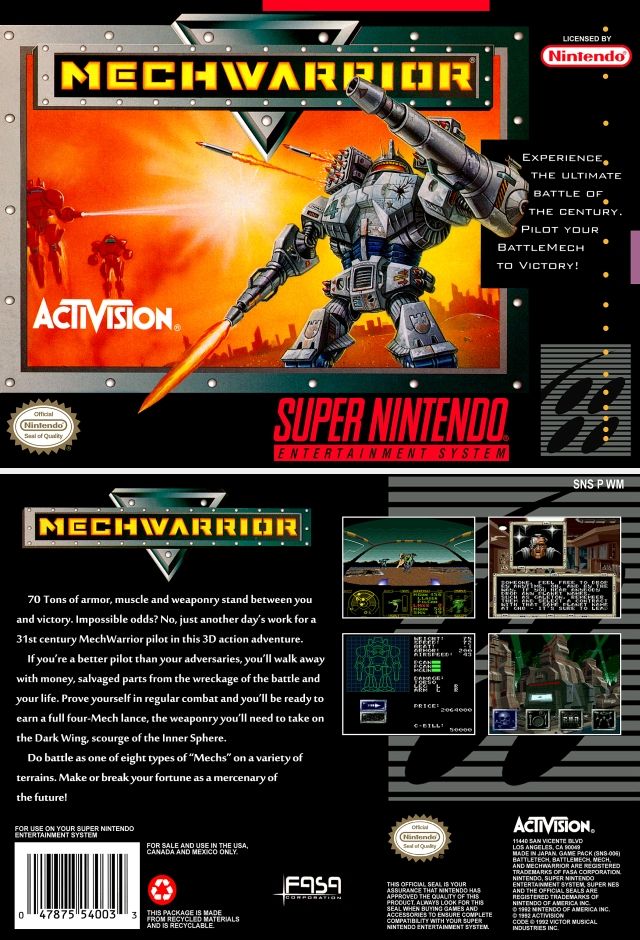 MECHWARRIOR®
LICENSED BY
Nintendo®
EXPERIENCE
THE ULTIMATE
BATTLE OF
THE CENTURY.
PILOT YOUR
BATTLEMECH
TO VICTORY!
ACTIVISION®
Official
Nintendo®
Seal of Quality
SUPER NINTENDO®
ENTERTAINMENT SYSTEM
SNS P WM
MECHWARRIOR
70 Tons of armor, muscle and weaponry stand between you
and victory. Impossible odds? No, just another day's work for a
31st century MechWarrior pilot in this 3D action adventure.
If you're a better pilot than your adversaries, you'll walk away
with money, salvaged parts from the wreckage of the battle and
your life. Prove yourself in regular combat and you'll be ready to
earn a full four-Mech lance, the weaponry you'll need to take on
the Dark Wing, scourge of the Inner Sphere.
Do battle as one of eight types of "Mechs" on a variety of
terrains. Make or break your fortune as a mercenary of
the future!
SOMEONE, FEEL FREE TO DROP
PRICE:
2064000
C-BILL:
50000
FOR USE ON YOUR SUPER NINTENDO
ENTERTAINMENT SYSTEM
FOR SALE AND USE IN THE USA,
CANADA AND MEXICO ONLY.
0 47875 54003 3
THIS PACKAGE IS MADE
FROM RECYCLED MATERIALS
AND IS RECYCLABLE.
FASA
CORPORATION
Official
Nintendo®
Seal of Quality
THIS OFFICIAL SEAL IS YOUR
ASSURANCE THAT NINTENDO HAS
APPROVED THE QUALITY OF THIS
PRODUCT. ALWAYS LOOK FOR THIS
SEAL WHEN BUYING GAMES AND
ACCESSORIES TO ENSURE COMPLETE
COMPATIBILITY WITH YOUR SUPER
NINTENDO ENTERTAINMENT SYSTEM.
ACTIVISION®
11440 SAN VICENTE BLVD
LOS ANGELES, CA 90049
MADE IN JAPAN. GAME PACK (SNS-006)
BATTLETECH, BATTLEMECH, MECH,
AND MECHWARRIOR ARE REGISTERED
TRADEMARKS OF FASA CORPORATION.
NINTENDO, SUPER NINTENDO
ENTERTAINMENT SYSTEM, SUPER NES
AND THE OFFICIAL SEALS ARE
REGISTERED TRADEMARKS OF
NINTENDO OF AMERICA INC.
© 1992 NINTENDO OF AMERICA INC.
© 1992 ACTIVISION
CODE © 1992 VICTOR MUSICAL
INDUSTRIES INC.